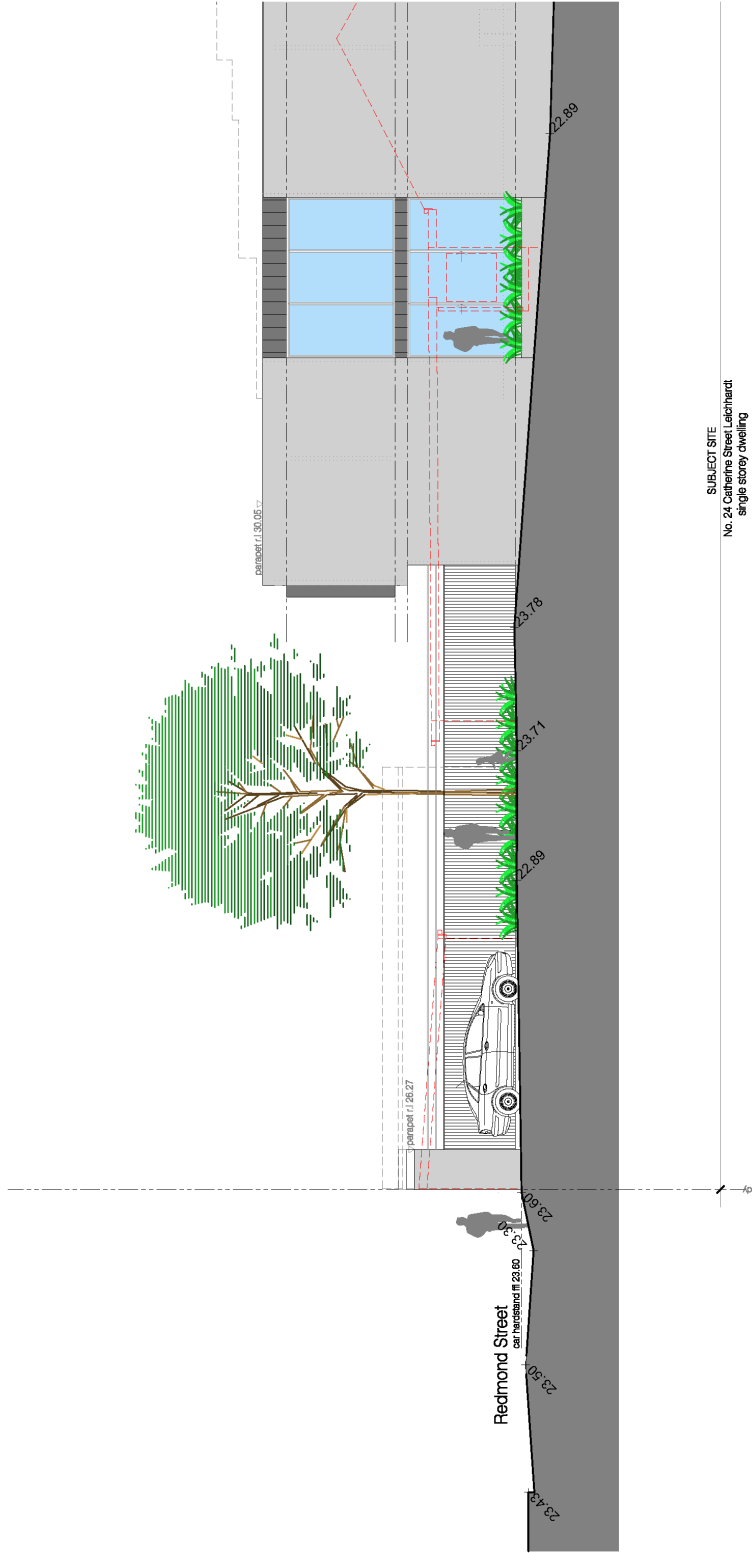 Redmond Street
car hardstand ffl 23.60
23.43
23.50
23.30
23.60
22.89
23.71
23.78
22.89
parapet r.l 26.27
parapet r.l 30.05
SUBJECT SITE
No. 24 Catherine Street Leichhardt
single storey dwelling